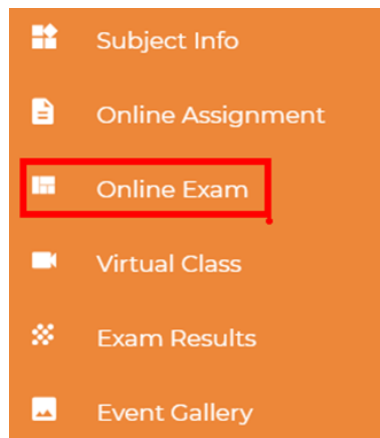 Subject Info
Online Assignment
Online Exam
Virtual Class
Exam Results
Event Gallery